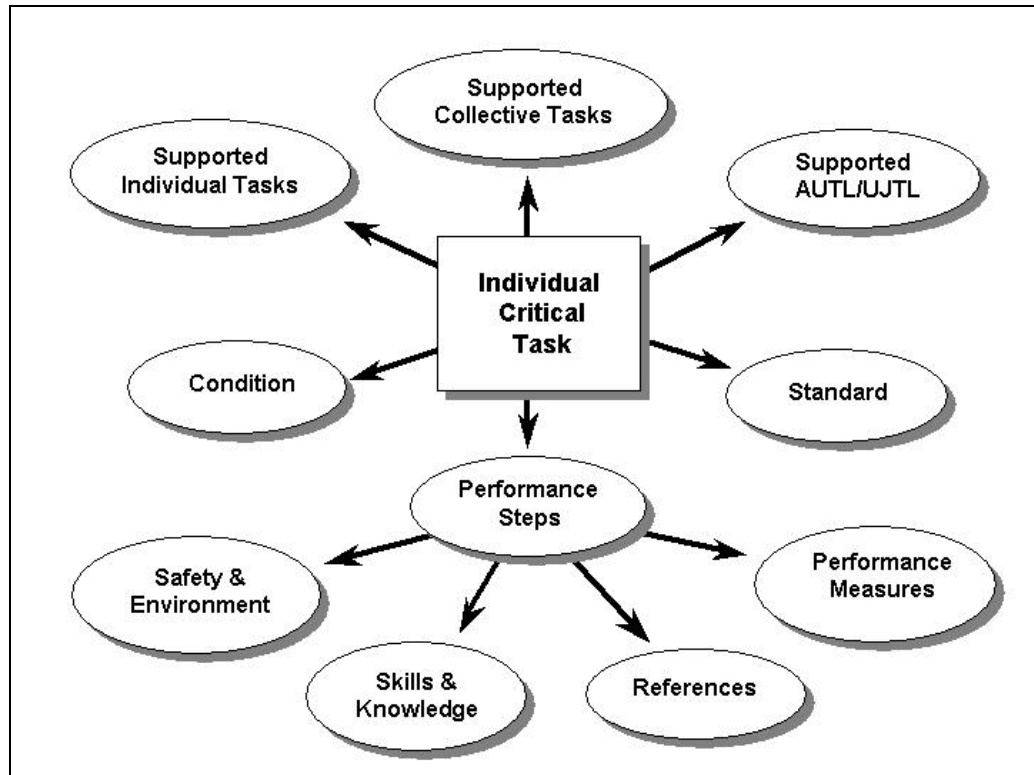 Supported
Collective Tasks
Supported
Individual Tasks
Supported
AUTL/UJTL
Individual
Critical
Task
Condition
Standard
Performance
Steps
Safety &
Environment
Performance
Measures
Skills &
Knowledge
References